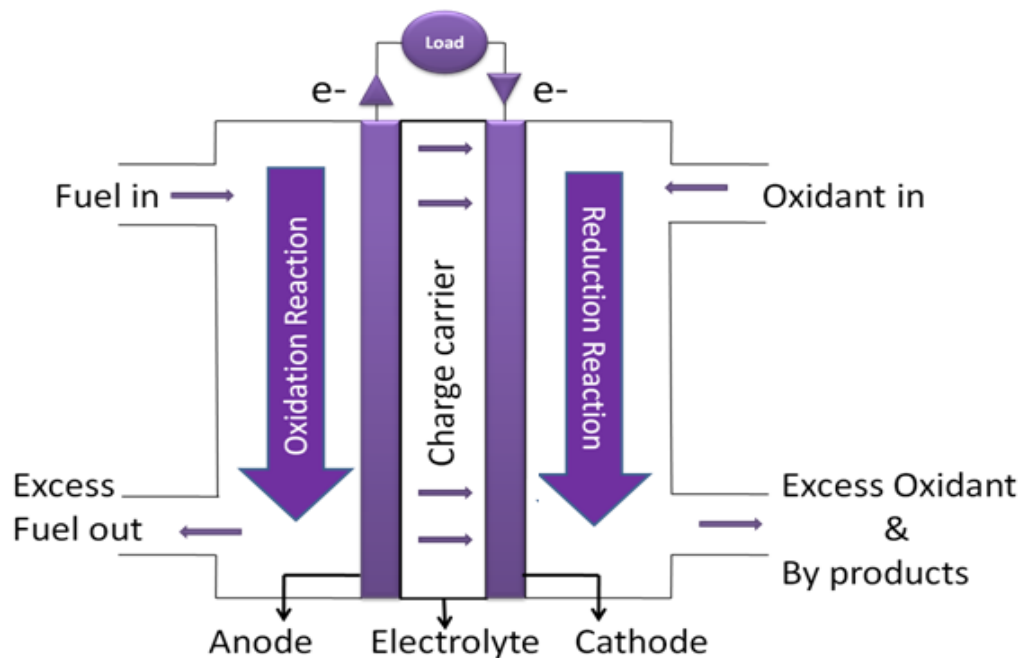 Load
e-
e-
Fuel in
Oxidant in
Oxidation Reaction
Charge carrier
Reduction Reaction
Excess
Fuel out
Excess Oxidant
&
By products
Anode
Electrolyte
Cathode